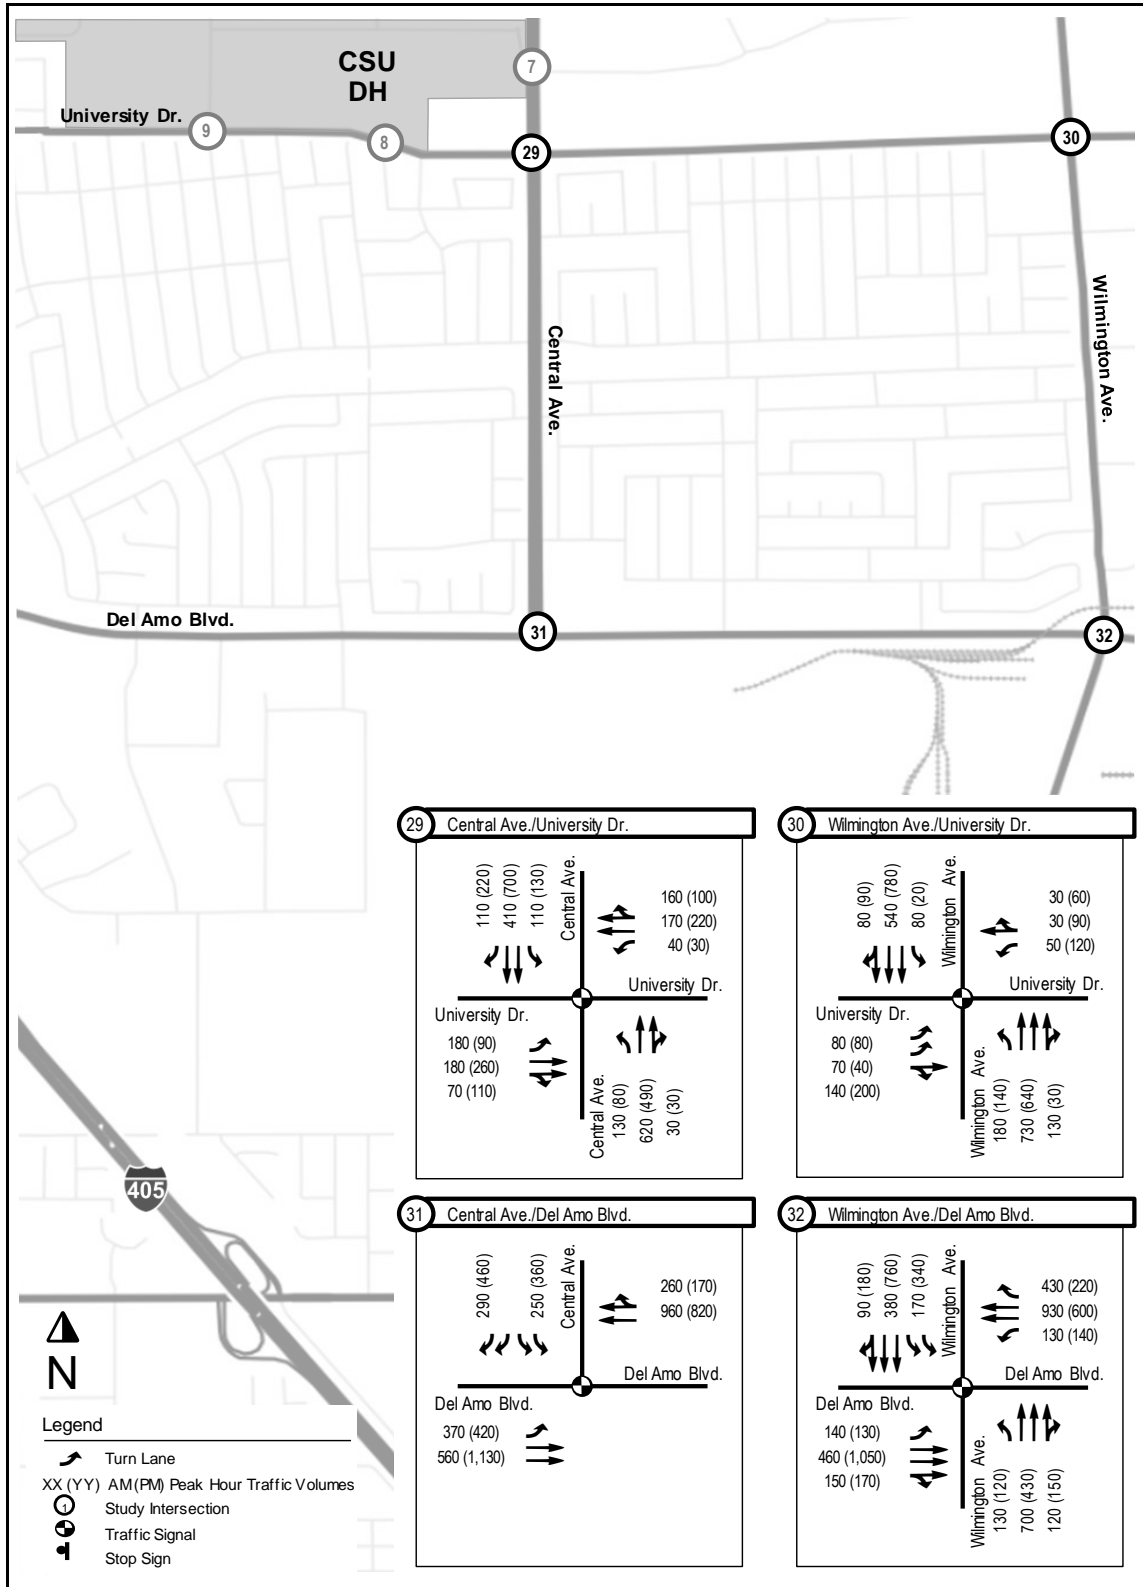 CSU
DH
7
University Dr.
9
8
29
30
Central Ave.
Wilmington Ave.
Del Amo Blvd.
31
32
405
N
Legend
Turn Lane
XX (YY) AM(PM) Peak Hour Traffic Volumes
1
Study Intersection
Traffic Signal
Stop Sign
29 Central Ave./University Dr.
110 (220)
410 (700)
110 (130)
Central Ave.
160 (100)
170 (220)
40 (30)
University Dr.
University Dr.
180 (90)
180 (260)
70 (110)
Central Ave.
130 (80)
620 (490)
30 (30)
30 Wilmington Ave./University Dr.
80 (90)
540 (780)
80 (20)
Wilmington Ave.
30 (60)
30 (90)
50 (120)
University Dr.
University Dr.
80 (80)
70 (40)
140 (200)
Wilmington Ave.
180 (140)
730 (640)
130 (30)
31 Central Ave./Del Amo Blvd.
290 (460)
250 (360)
Central Ave.
260 (170)
960 (820)
Del Amo Blvd.
Del Amo Blvd.
370 (420)
560 (1,130)
32 Wilmington Ave./Del Amo Blvd.
90 (180)
380 (760)
170 (340)
Wilmington Ave.
430 (220)
930 (600)
130 (140)
Del Amo Blvd.
Del Amo Blvd.
140 (130)
460 (1,050)
150 (170)
Wilmington Ave.
130 (120)
700 (430)
120 (150)